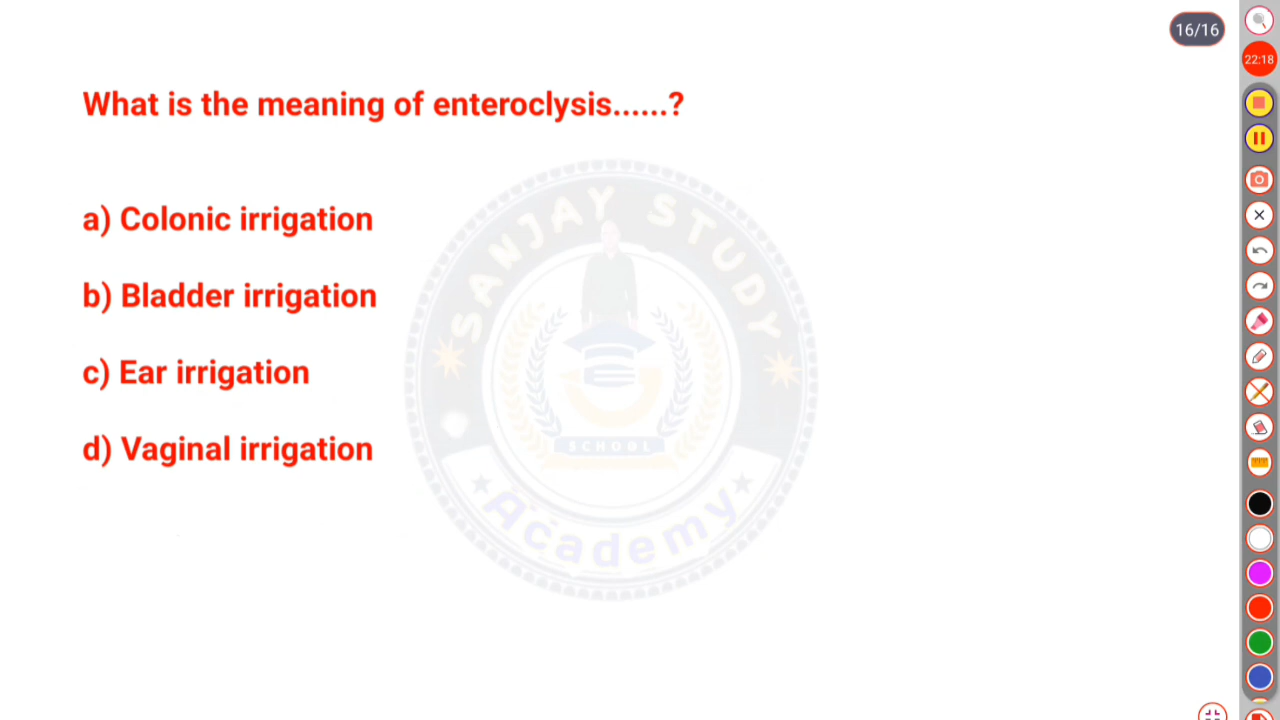 16/16
22:18
What is the meaning of enteroclysis......?
a) Colonic irrigation
b) Bladder irrigation
c) Ear irrigation
d) Vaginal irrigation
SANJAY STUDY
SCHOOL
Academy